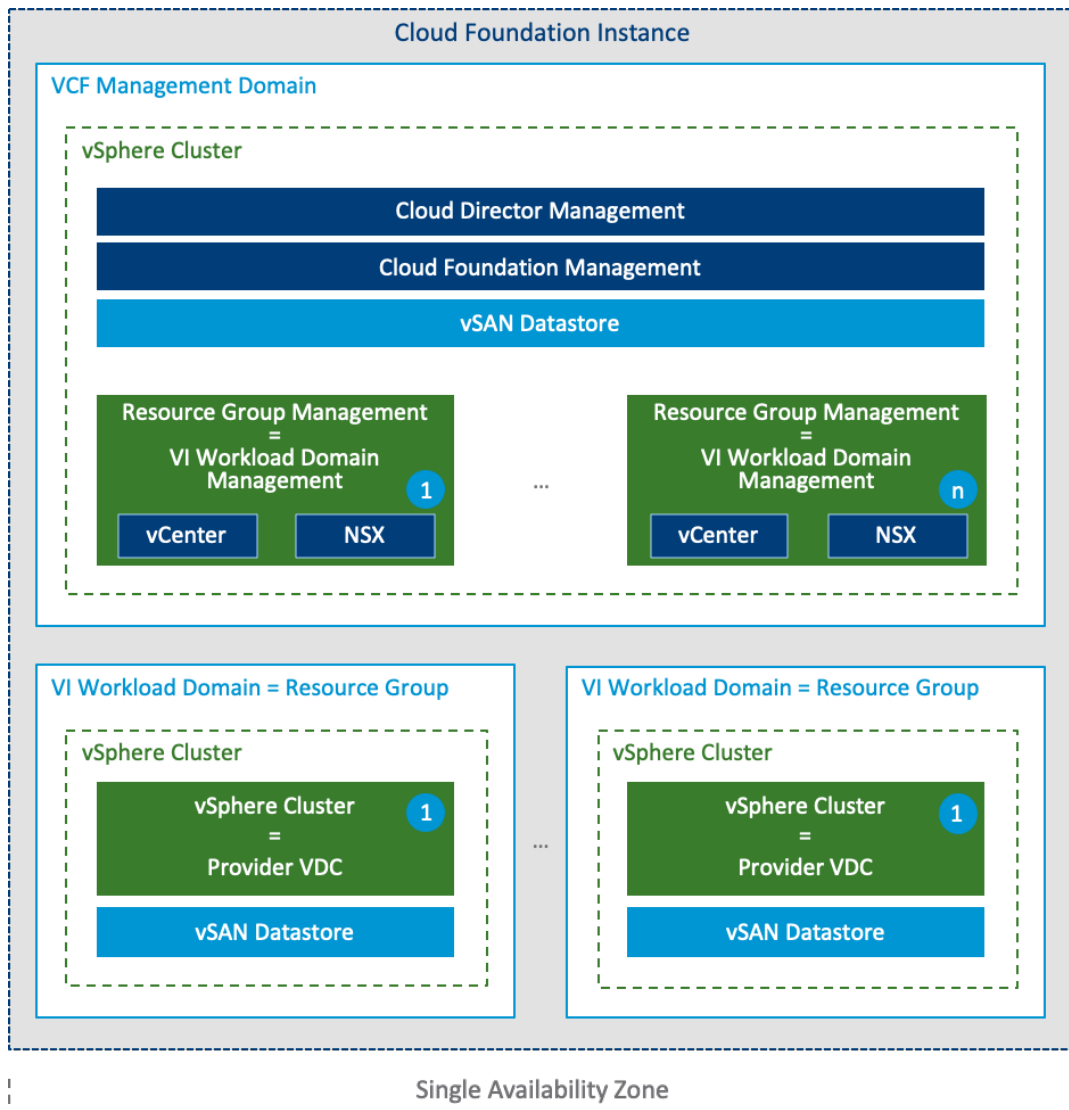 Cloud Foundation Instance
VCF Management Domain
vSphere Cluster
Cloud Director Management
Cloud Foundation Management
vSAN Datastore
Resource Group Management
=
VI Workload Domain
Management
1
vCenter
NSX
...
Resource Group Management
=
VI Workload Domain
Management
n
vCenter
NSX
VI Workload Domain = Resource Group
vSphere Cluster
vSphere Cluster
1
=
Provider VDC
vSAN Datastore
...
VI Workload Domain = Resource Group
vSphere Cluster
vSphere Cluster
1
=
Provider VDC
vSAN Datastore
Single Availability Zone